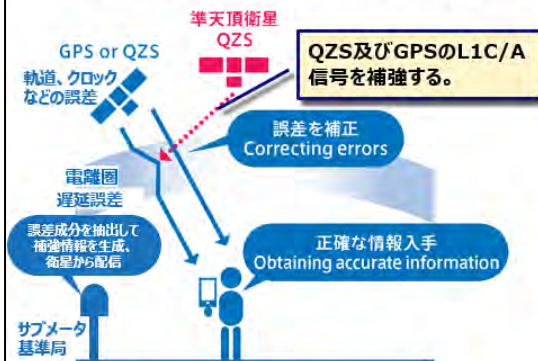 準天頂衛星
QZS
GPS or QZS
軌道、クロック
などの誤差
QZS及びGPSのL1C/A
信号を補強する。
誤差を補正
Correcting errors
電離圏
遅延誤差
誤差成分を抽出して
補強情報を生成、
衛星から配信
正確な情報入手
Obtaining accurate information
サブメータ
基準局